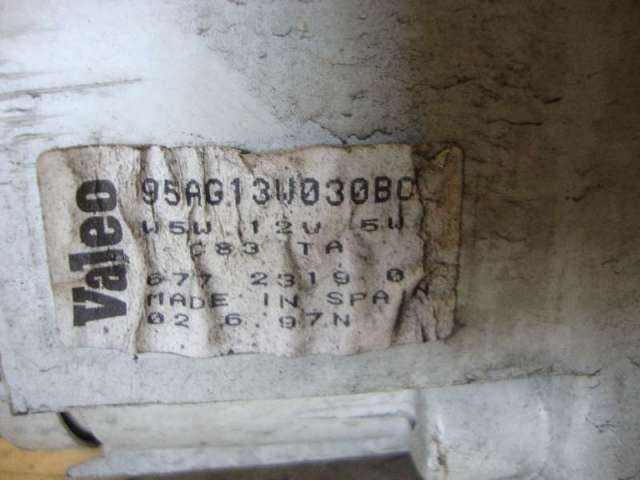 Valeo
95AG13W030BC
W5W 12V 5W
C83 TA
677 2319 0
MADE IN SPAIN
02 6.97N